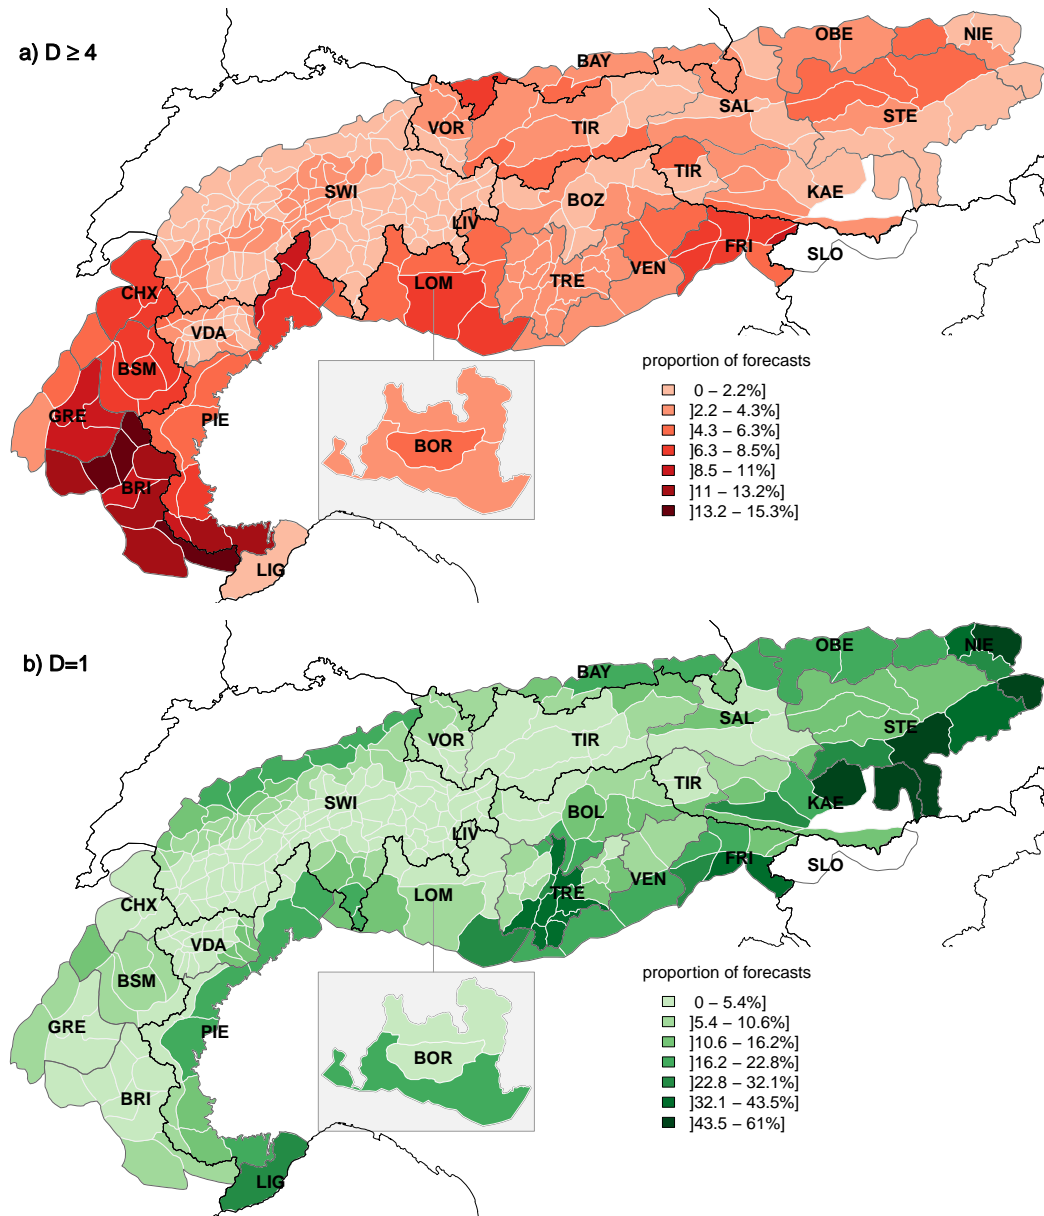 a) D ≥ 4
OBE
NIE
BAY
SAL
STE
VOR
TIR
TIR
SWI
BOZ
KAE
LIV
FRI
SLO
VEN
LOM
TRE
CHX
VDA
BSM
GRE
PIE
BRI
LIG
BOR
proportion of forecasts
0 – 2.2%]
]2.2 – 4.3%]
]4.3 – 6.3%]
]6.3 – 8.5%]
]8.5 – 11%]
]11 – 13.2%]
]13.2 – 15.3%]
b) D=1
OBE
NIE
BAY
SAL
STE
VOR
TIR
TIR
SWI
BOL
KAE
LIV
FRI
SLO
VEN
LOM
TRE
CHX
VDA
BSM
GRE
PIE
BRI
LIG
BOR
proportion of forecasts
0 – 5.4%]
]5.4 – 10.6%]
]10.6 – 16.2%]
]16.2 – 22.8%]
]22.8 – 32.1%]
]32.1 – 43.5%]
]43.5 – 61%]